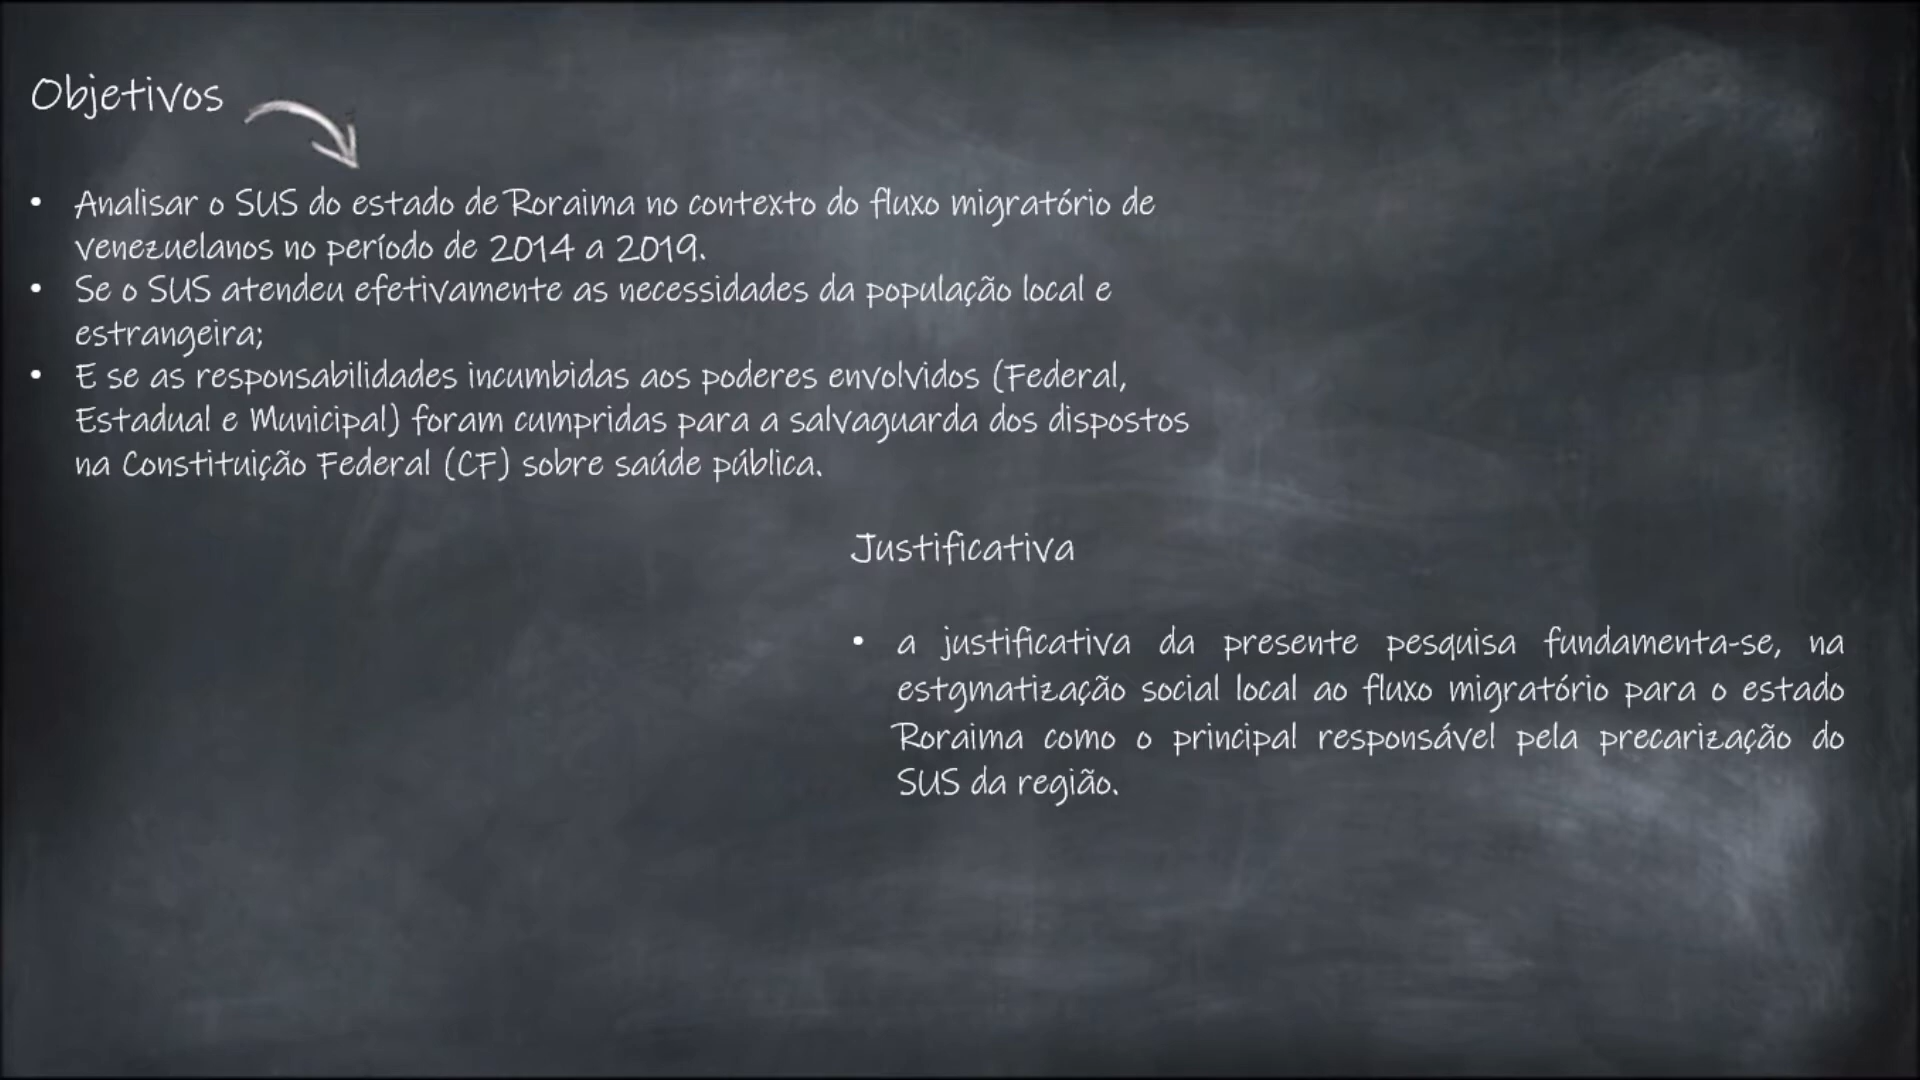 Objetivos
• Analisar o SUS do estado de Roraima no contexto do fluxo migratório de
venezuelanos no período de 2014 a 2019.
• Se o SUS atendeu efetivamente as necessidades da população local e
estrangeira;
• E se as responsabilidades incumbidas aos poderes envolvidos (Federal,
Estadual e Municipal) foram cumpridas para a salvaguarda dos dispostos
na Constituição Federal (CF) sobre saúde pública.
Justificativa
• a justificativa da presente pesquisa fundamenta-se, na
estgmatização social local ao fluxo migratório para o estado
Roraima como o principal responsável pela precarização do
SUS da região.